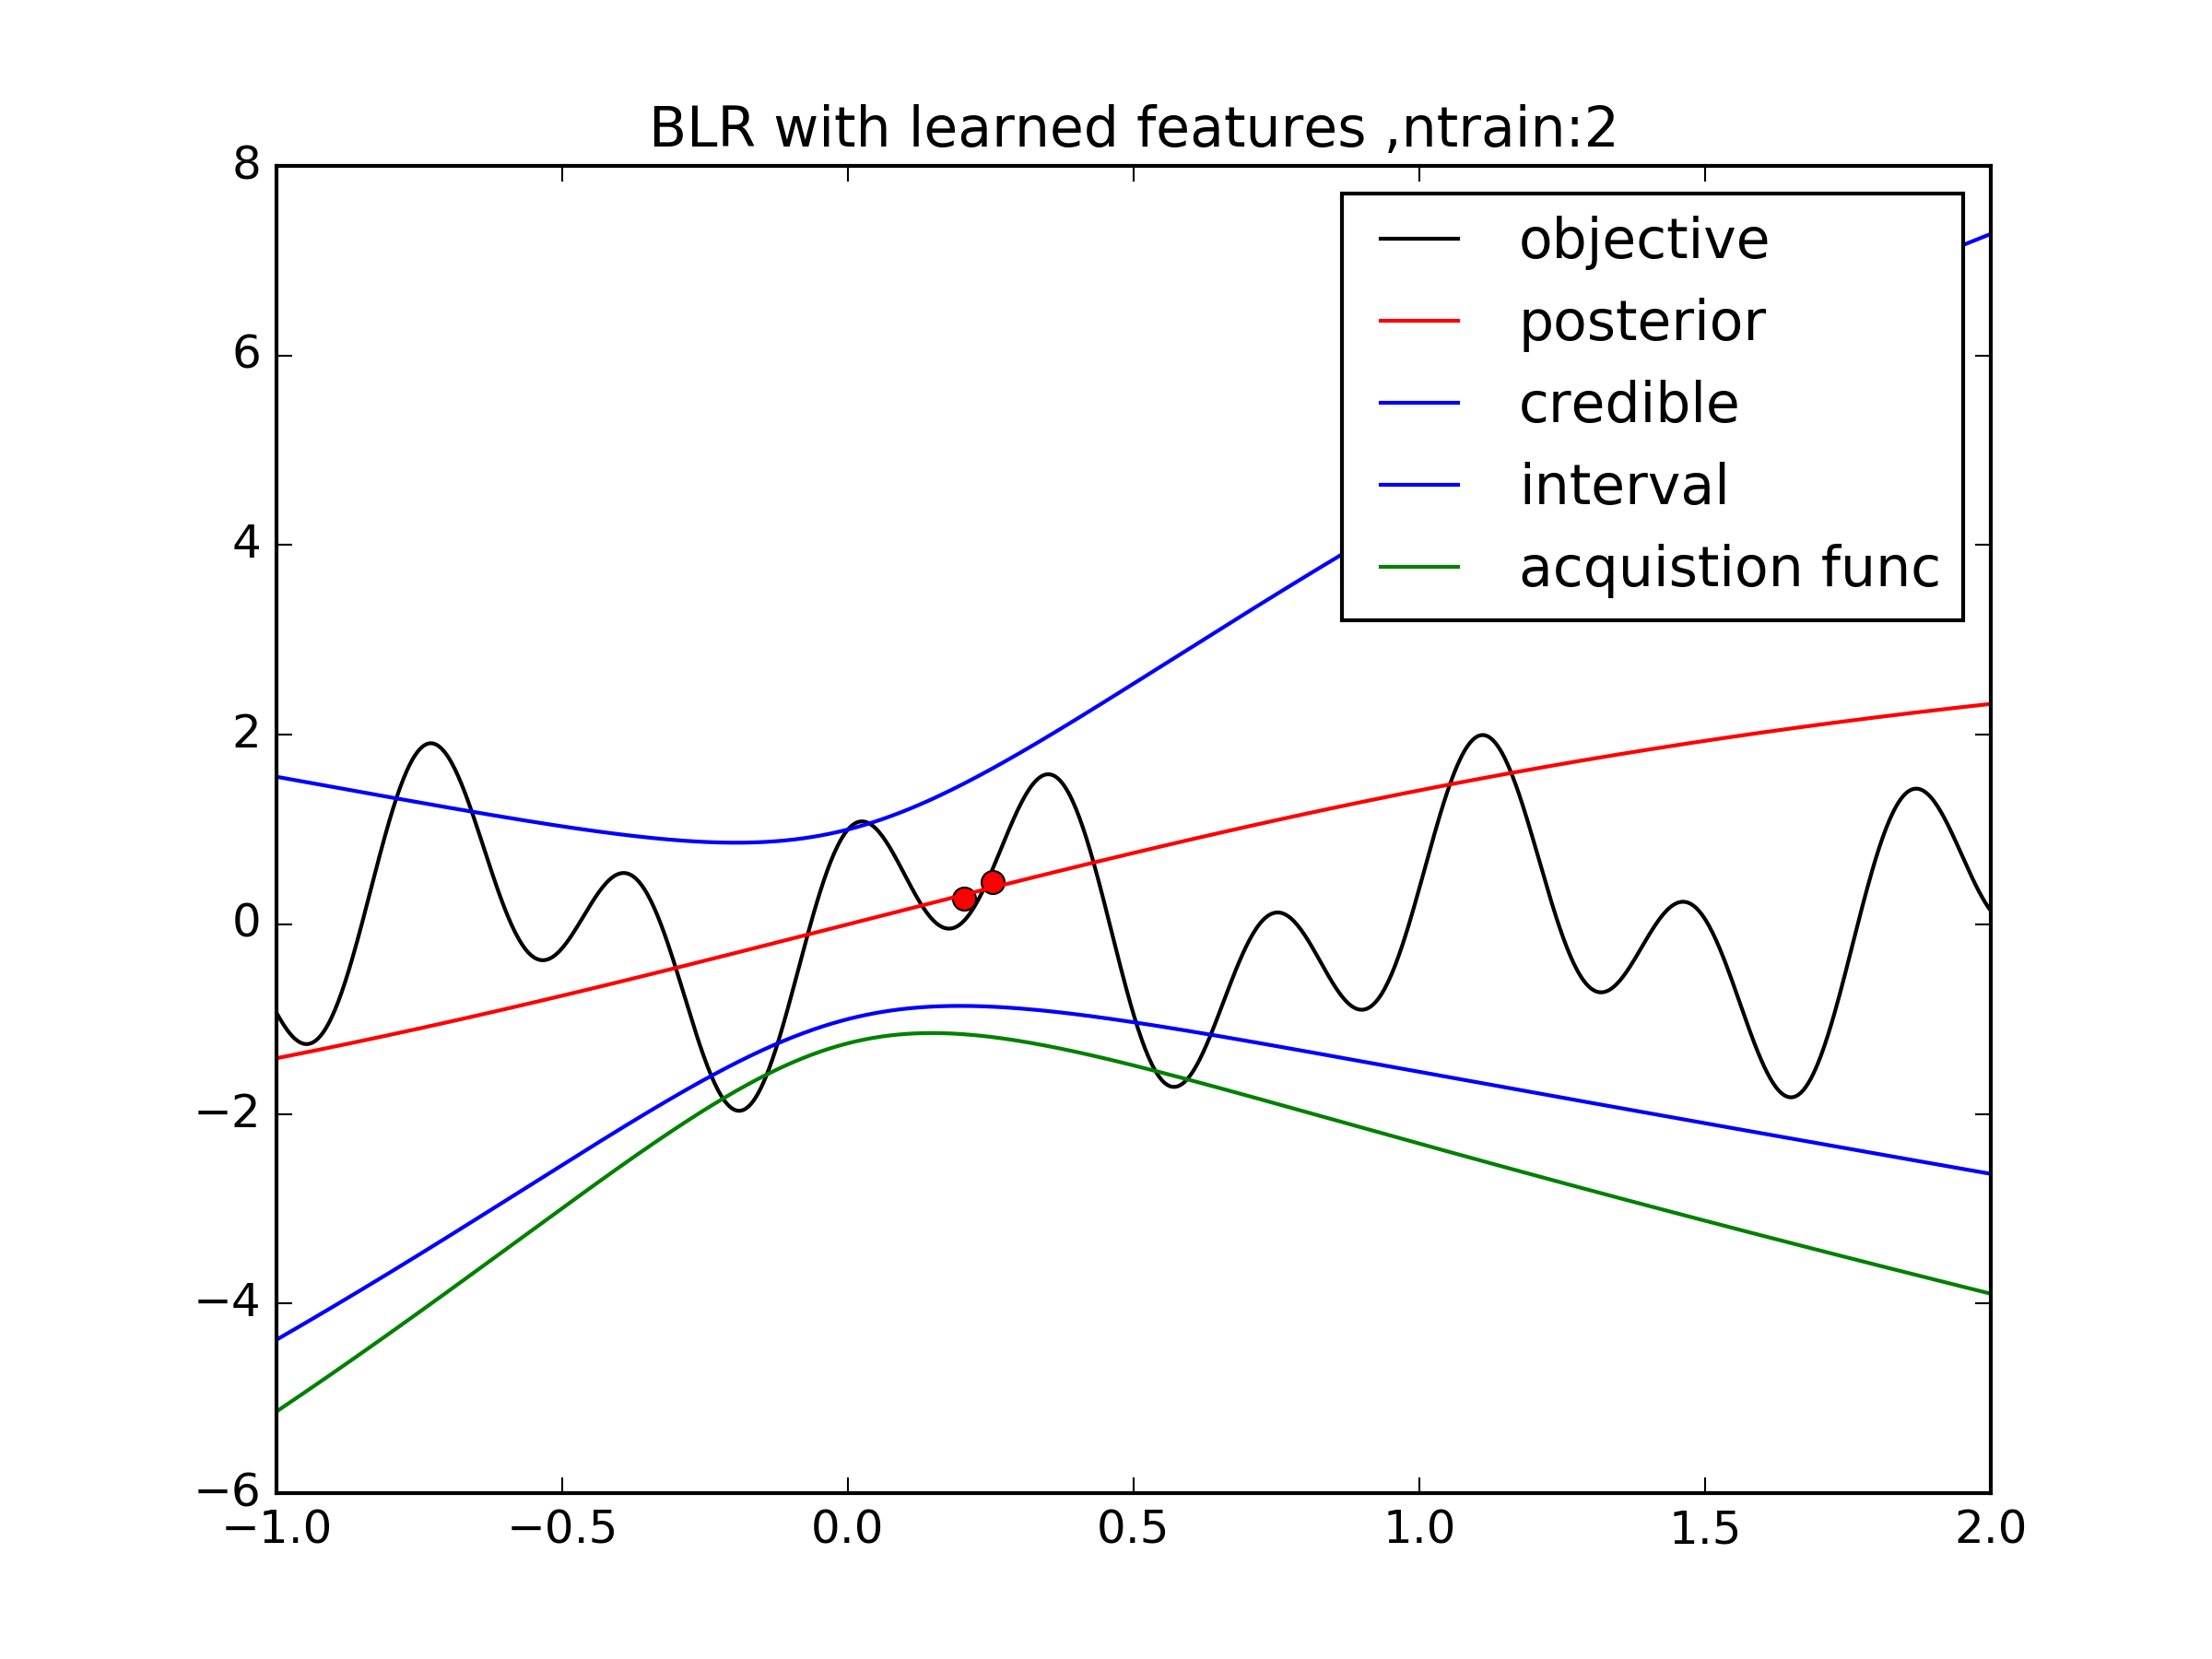 BLR with learned features ,ntrain:2
8
6
4
2
0
−2
−4
−6
objective
posterior
credible
interval
acquistion func
−1.0 −0.5 0.0 0.5 1.0 1.5 2.0